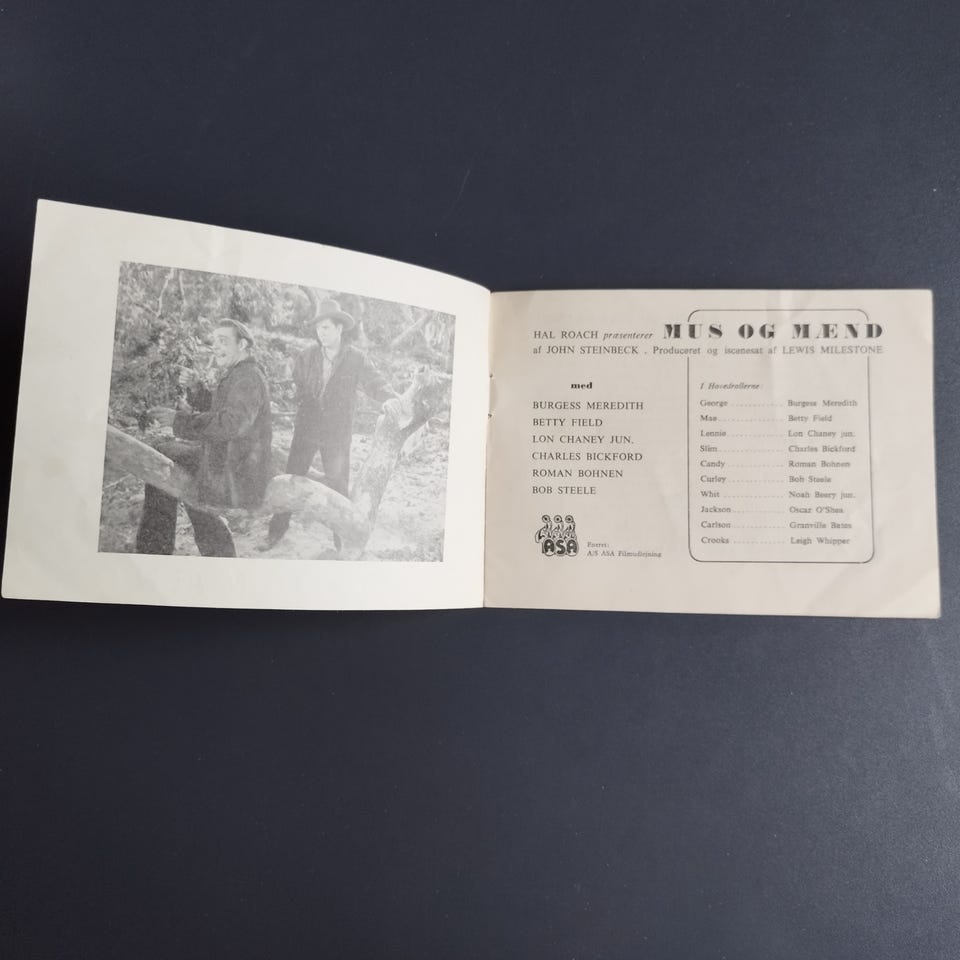 HAL ROACH præsenterer MUS OG MÆND
af JOHN STEINBECK . Produceret og iscenesat af LEWIS MILESTONE
med
BURGESS MEREDITH
BETTY FIELD
LON CHANEY JUN.
CHARLES BICKFORD
ROMAN BOHNEN
BOB STEELE
ASA
Eneret:
A/S ASA Filmudlejning
I Hovedrollerne:
George ............ Burgess Meredith
Mae ............ Betty Field
Lennie ............ Lon Chaney jun.
Slim ............ Charles Bickford
Candy ............ Roman Bohnen
Curley ............ Bob Steele
Whit ............ Noah Beery jun.
Jackson ............ Oscar O'Shea
Carlson ............ Granville Bates
Crooks ............ Leigh Whipper